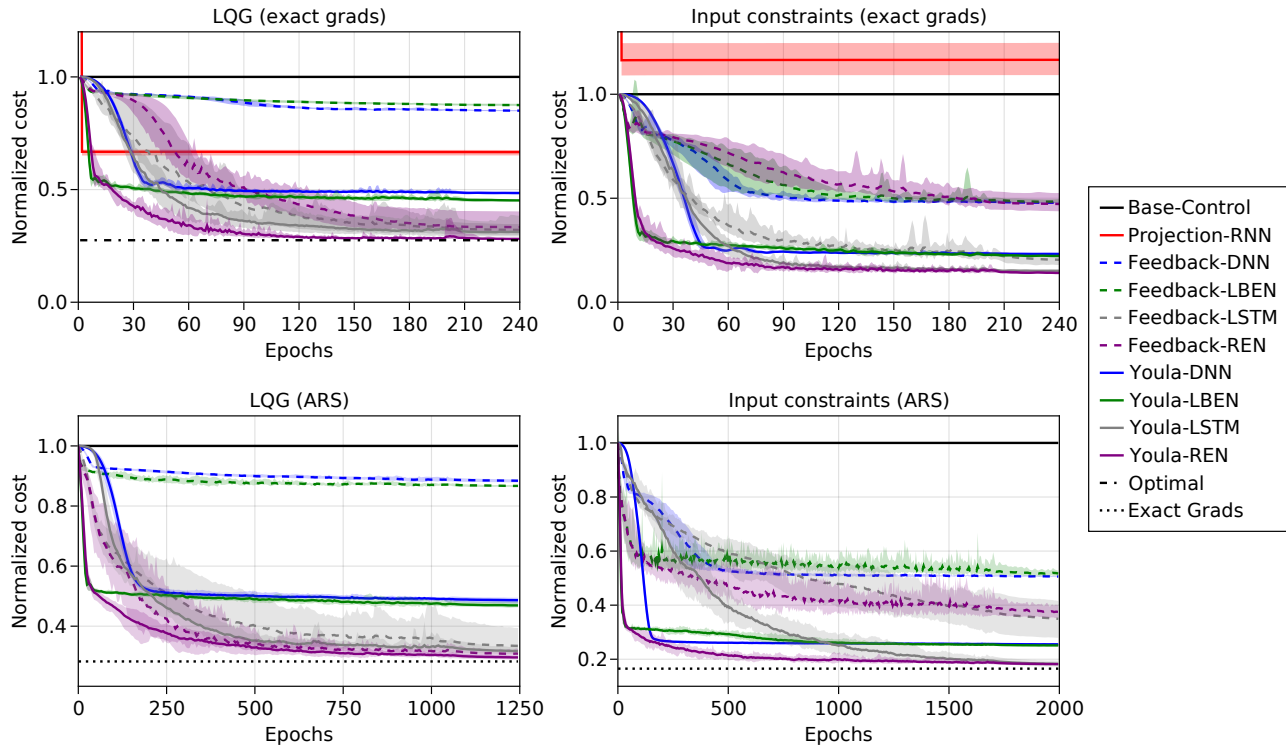 LQG (exact grads)
Normalized cost
1.0
0.5
0.0
0 30 60 90 120 150 180 210 240
Epochs
Input constraints (exact grads)
Normalized cost
1.0
0.5
0.0
0 30 60 90 120 150 180 210 240
Epochs
LQG (ARS)
Normalized cost
1.0
0.8
0.6
0.4
0 250 500 750 1000 1250
Epochs
Input constraints (ARS)
Normalized cost
1.0
0.8
0.6
0.4
0.2
0 500 1000 1500 2000
Epochs
Base-Control
Projection-RNN
Feedback-DNN
Feedback-LBEN
Feedback-LSTM
Feedback-REN
Youla-DNN
Youla-LBEN
Youla-LSTM
Youla-REN
Optimal
Exact Grads